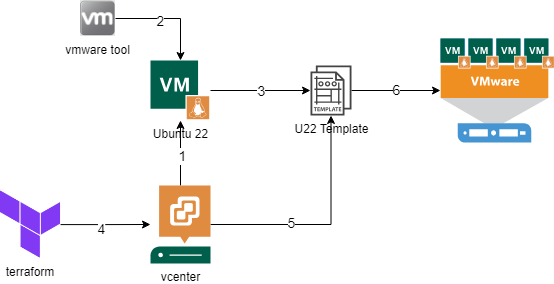 vm
2
vmware tool
VM
Ubuntu 22
3
TEMPLATE
U22 Template
6
VM VM VM VM
VMware
1
4
5
terraform
vcenter